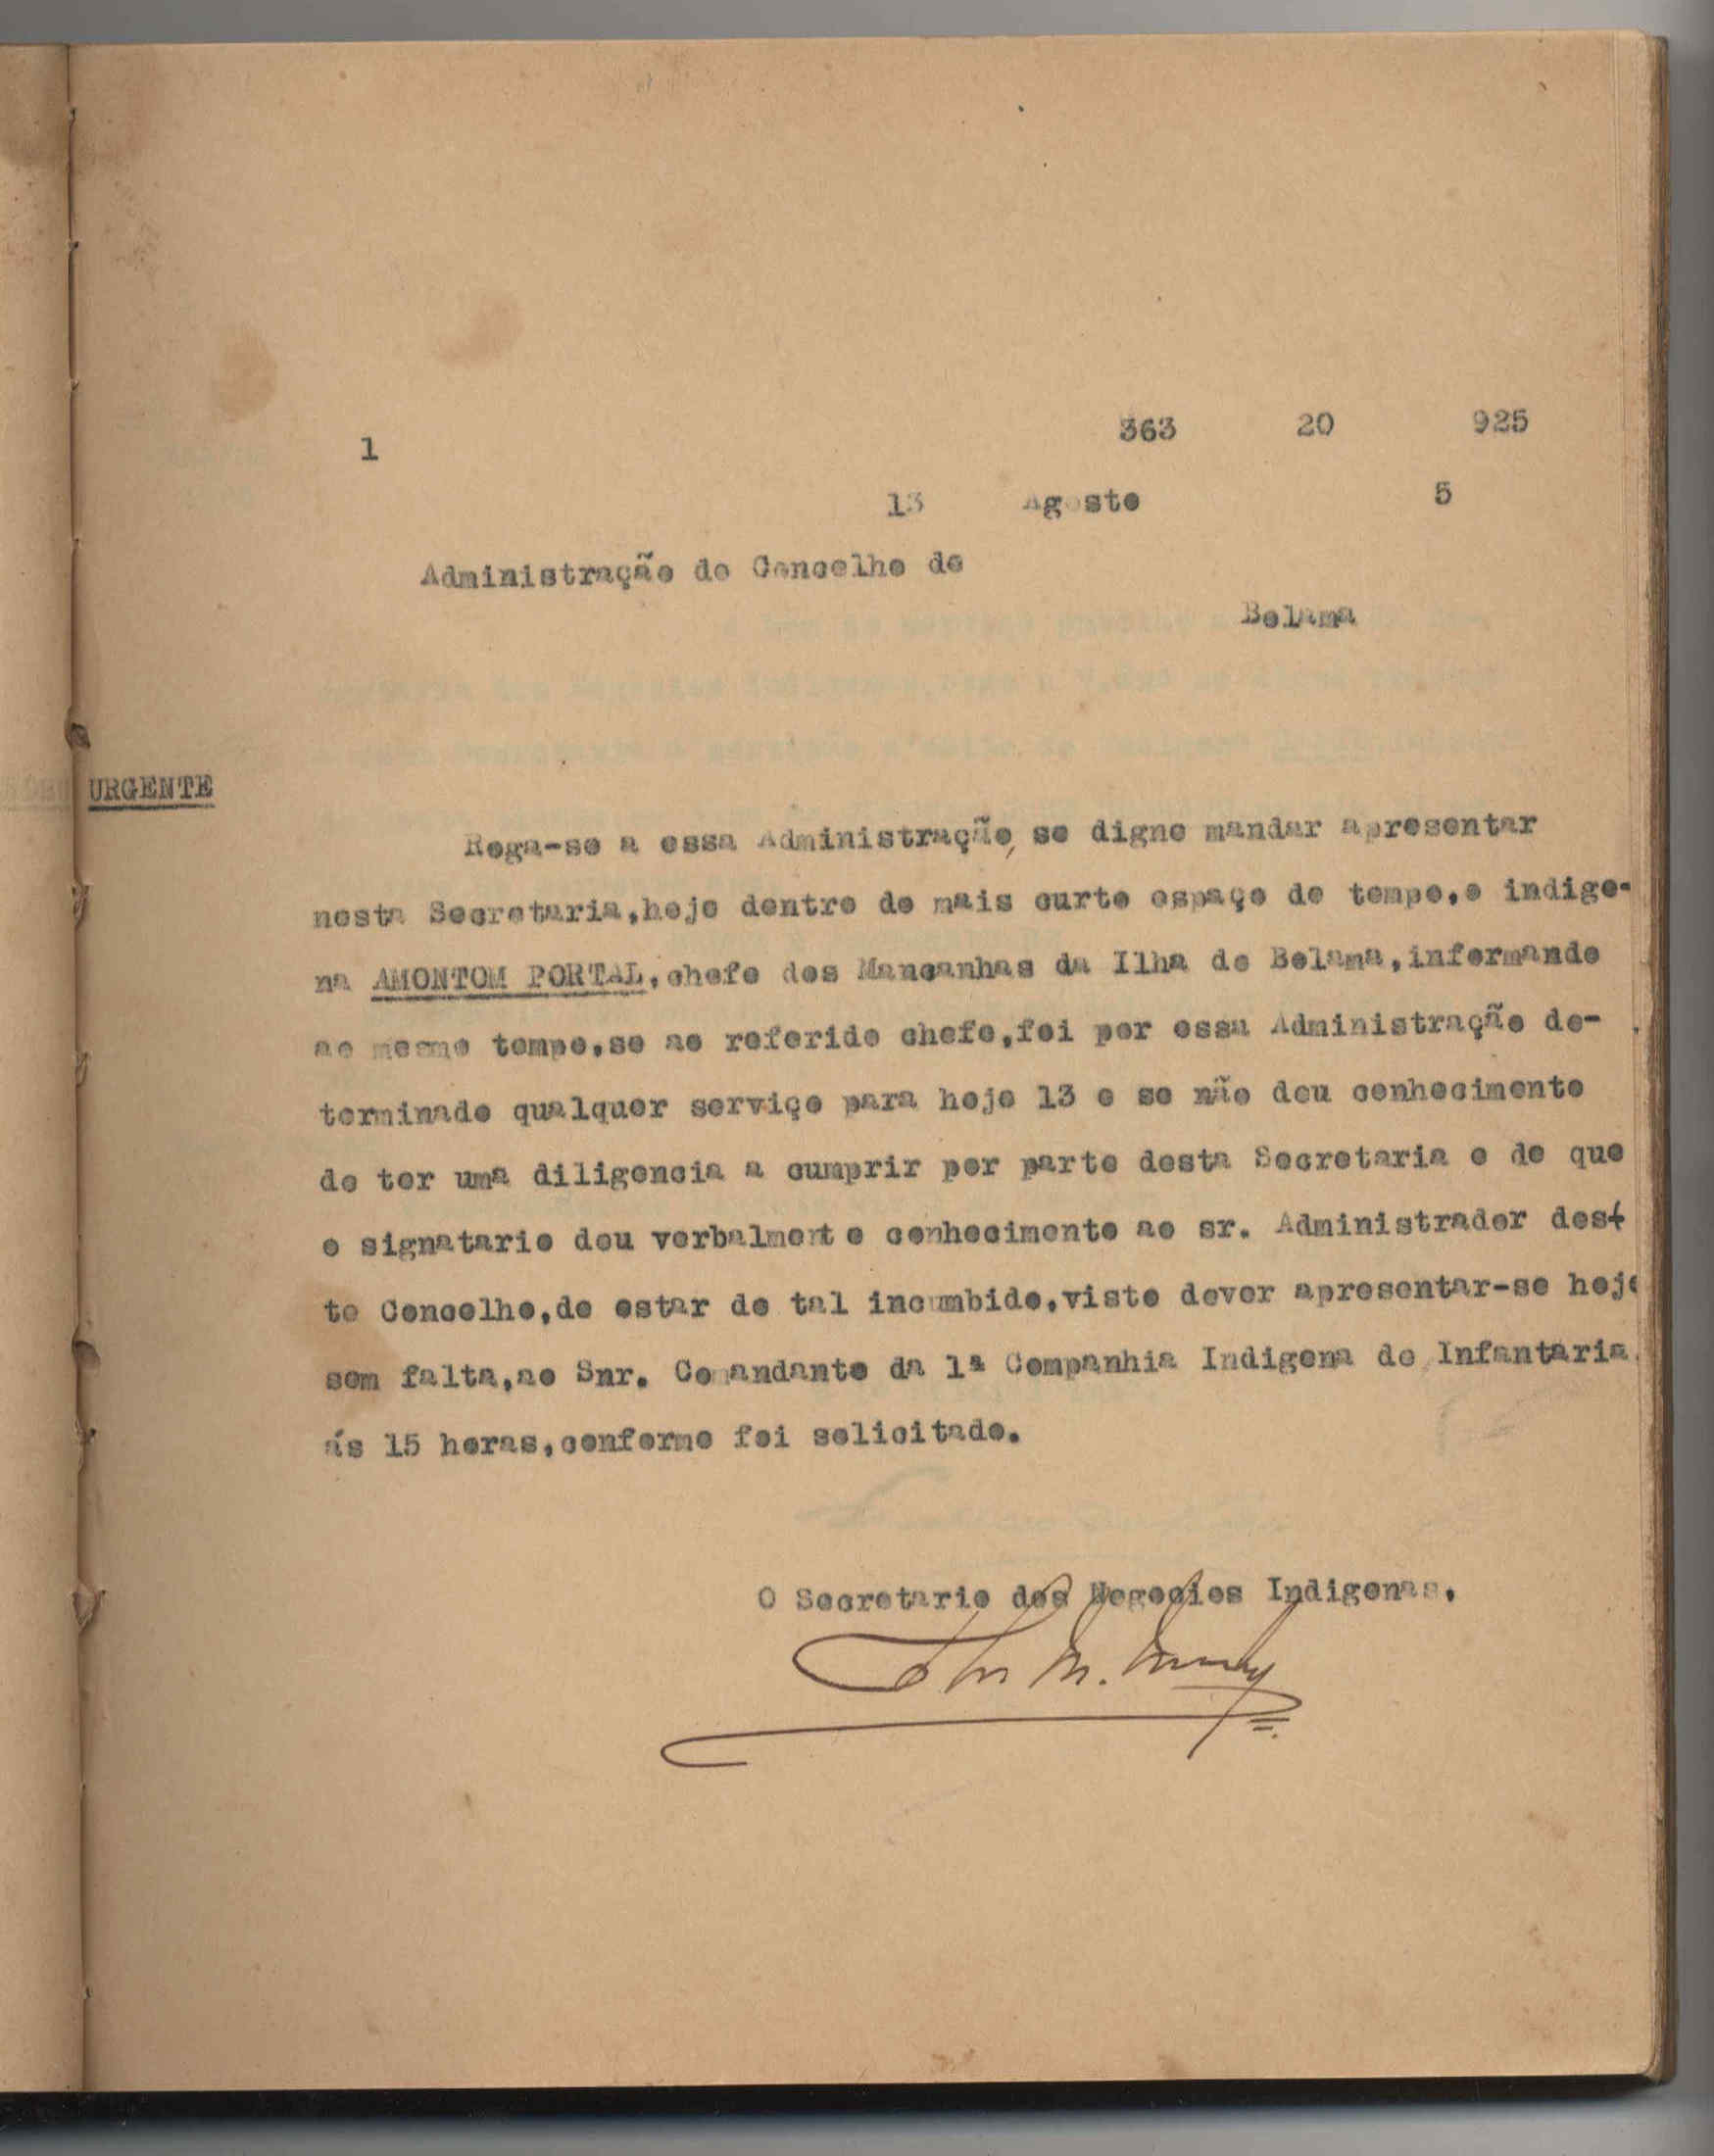 363 20 925
1
13 Agosto 5
Administração do Concelho de
Bolama
URGENTE
Roga-se a essa Administração, se digne mandar apresentar
nesta Secretaria,hoje dentro do mais curto espaço de tempo,o indige-
na AMONTOM PORTAL,chefe dos Mancanhas da Ilha de Bolama,informando
ao mesmo tempo,se ao referido chefe,foi por essa Administração de-
terminado qualquer serviço para hoje 13 e se não deu conhecimento
de ter uma diligencia a cumprir por parte desta Secretaria e de que
o signatario deu verbalmente conhecimento ao sr. Administrador des-
te Concelho,de estar de tal incumbido,visto dever apresentar-se hoje
sem falta,ao Snr. Comandante da 1ª Companhia Indigena de Infantaria,
ás 15 horas,conforme foi solicitado.
O Secretario dos Negocios Indigenas,